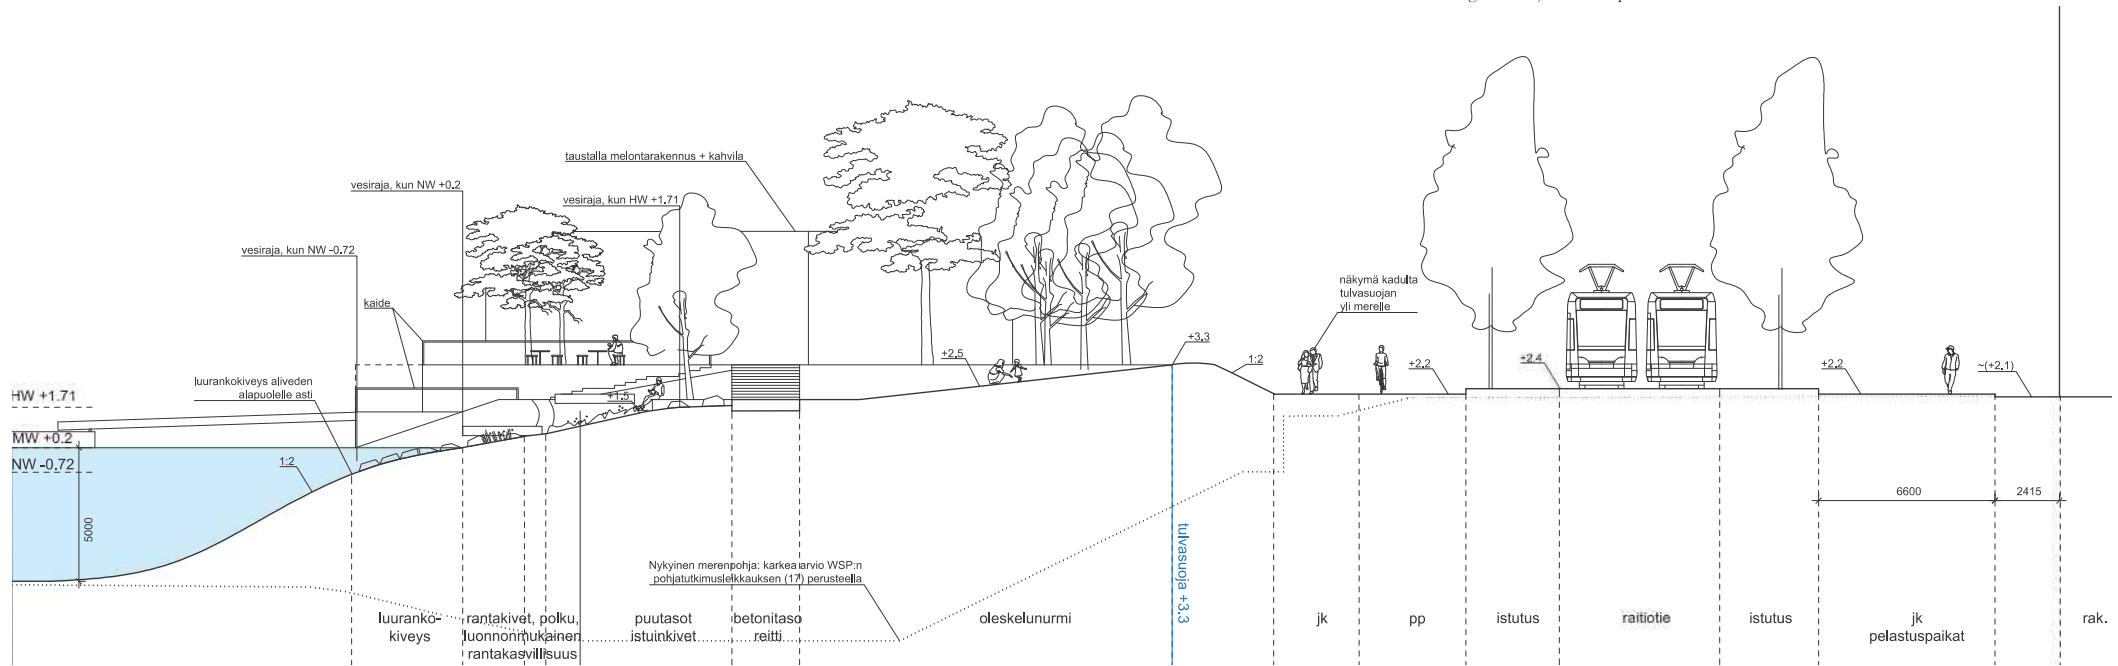 taustalla melontarakennus + kahvila
vesiraja, kun NW +0.2
vesiraja, kun HW +1.71
vesiraja, kun NW -0.72
kaide
näkymä kadulta
tulvasuojan
yli merelle
luurankokiveys aliveden
alapuolelle asti
+3,3
1:2
+2,5
+2,2
+2.4
+2,2
~(+2,1)
+1.5
HW +1.71
MW +0.2
NW -0.72
1:2
5000
6600
2415
tulvasuoja +3.3
Nykyinen merenpohja: karkea arvio WSP:n
pohjatutkimusleikkauksen (17) perusteella
luuranko-
kiveys
rantakivet, polku,
luonnonmukainen
rantakasvillisuus
puutasot
istuinkivet
betonitaso
reitti
oleskelunurmi
jk
pp
istutus
raitiotie
istutus
jk
pelastuspaikat
rak.